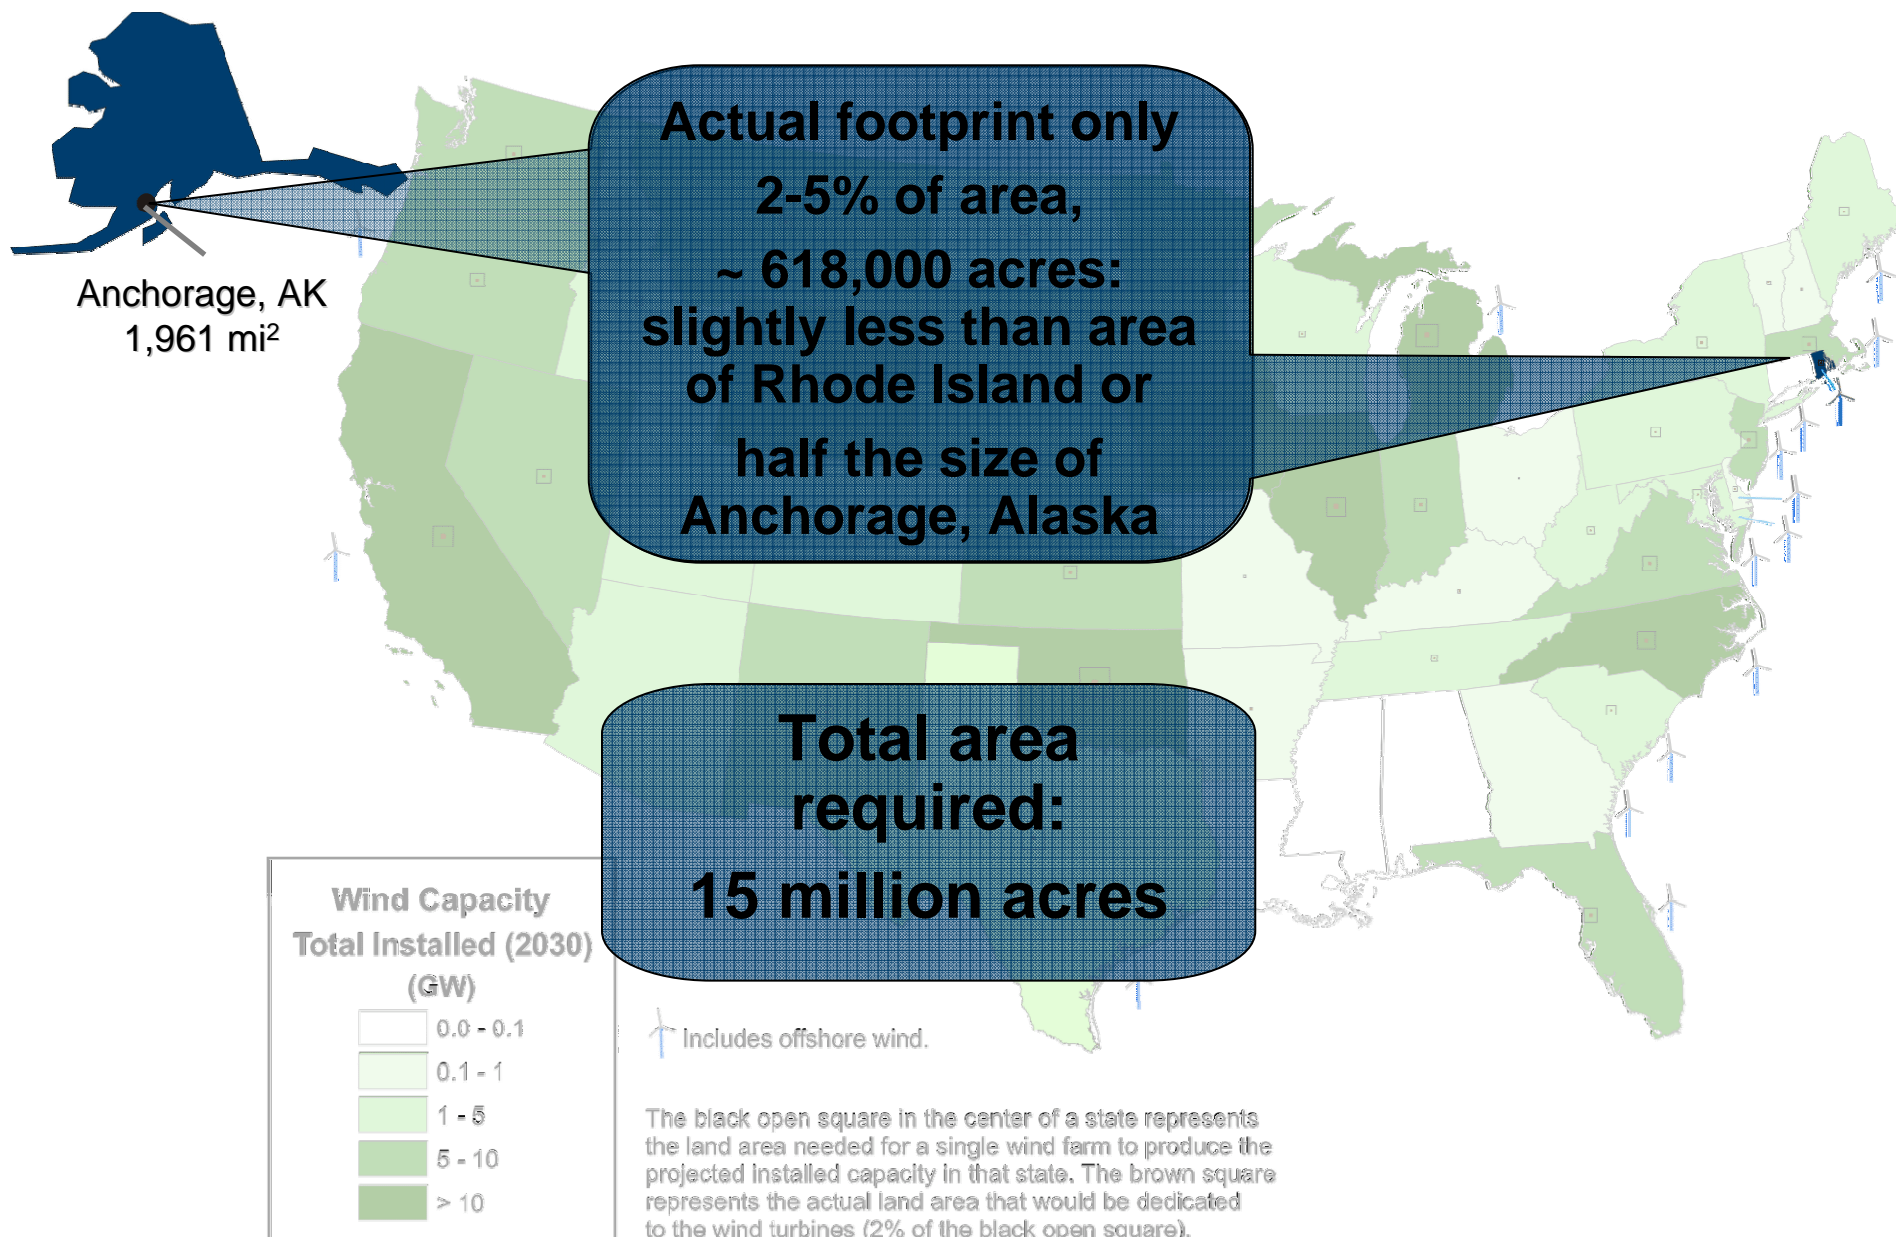 Actual footprint only
2-5% of area,
~ 618,000 acres:
slightly less than area
of Rhode Island or
half the size of
Anchorage, Alaska
Anchorage, AK
1,961 mi²
Total area
required:
15 million acres
Wind Capacity
Total Installed (2030)
(GW)
0.0 - 0.1
0.1 - 1
1 - 5
5 - 10
> 10
Includes offshore wind.
The black open square in the center of a state represents
the land area needed for a single wind farm to produce the
projected installed capacity in that state. The brown square
represents the actual land area that would be dedicated
to the wind turbines (2% of the black open square).